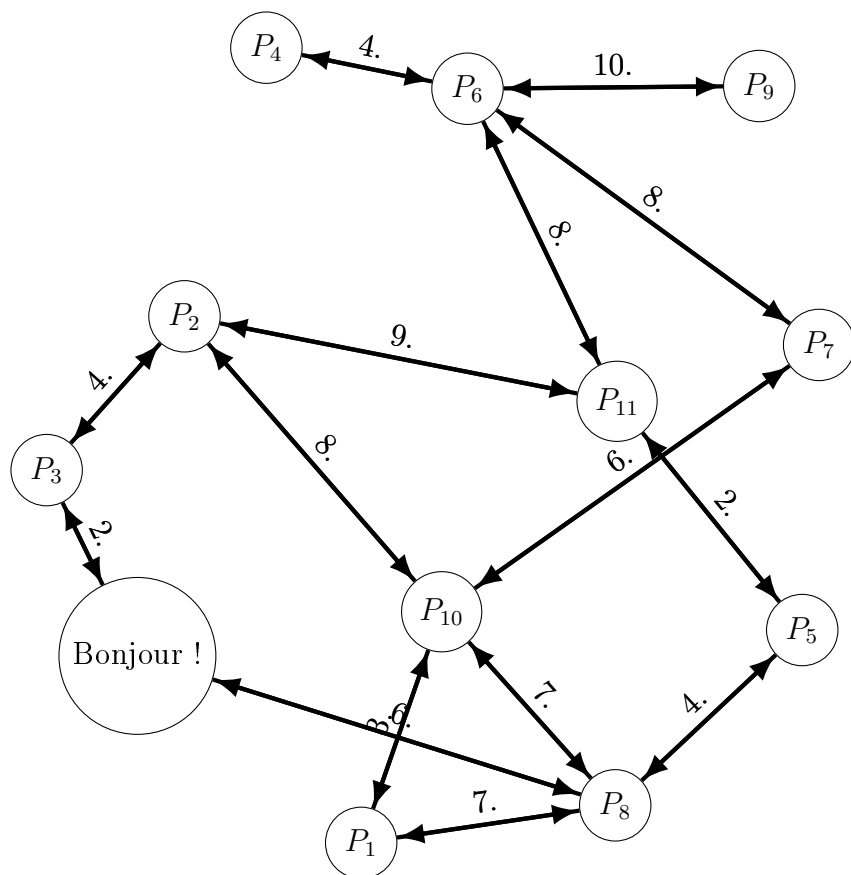 P₄
4.
P₆
10.
P₉
8.
8.
P₂
9.
P₇
4.
P₁₁
P₃
8.
6.
2.
2.
P₁₀
P₅
Bonjour !
7.
4.
3.
6.
7.
P₈
P₁